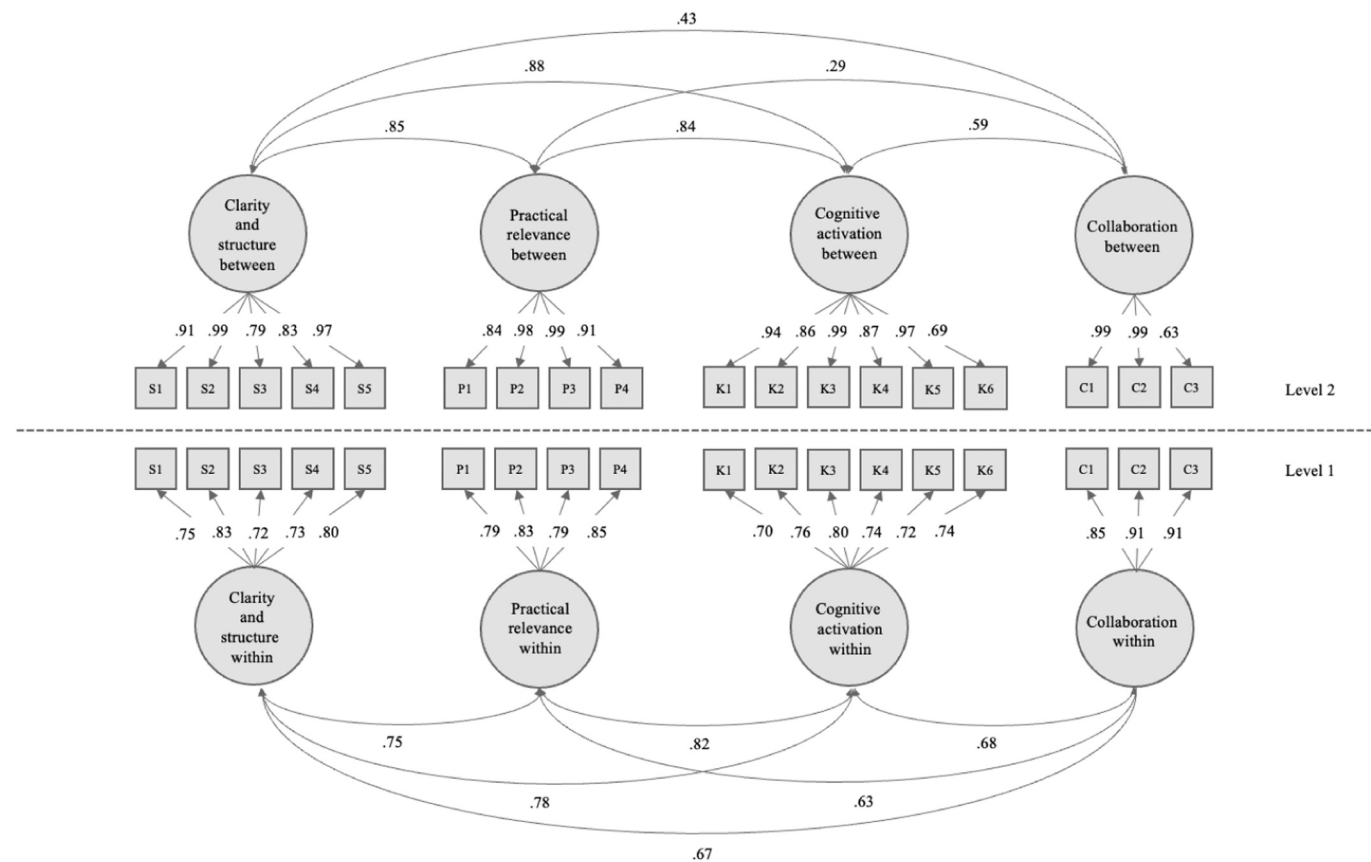 .43
.88 .29
.85 .84 .59
Clarity
and
structure
between
Practical
relevance
between
Cognitive
activation
between
Collaboration
between
.91 .99 .79 .83 .97 .84 .98 .99 .91 .94 .86 .99 .87 .97 .69 .99 .99 .63
S1 S2 S3 S4 S5 P1 P2 P3 P4 K1 K2 K3 K4 K5 K6 C1 C2 C3 Level 2
S1 S2 S3 S4 S5 P1 P2 P3 P4 K1 K2 K3 K4 K5 K6 C1 C2 C3 Level 1
.75 .83 .72 .73 .80 .79 .83 .79 .85 .70 .76 .80 .74 .72 .74 .85 .91 .91
Clarity
and
structure
within
Practical
relevance
within
Cognitive
activation
within
Collaboration
within
.75 .82 .68
.78 .63
.67